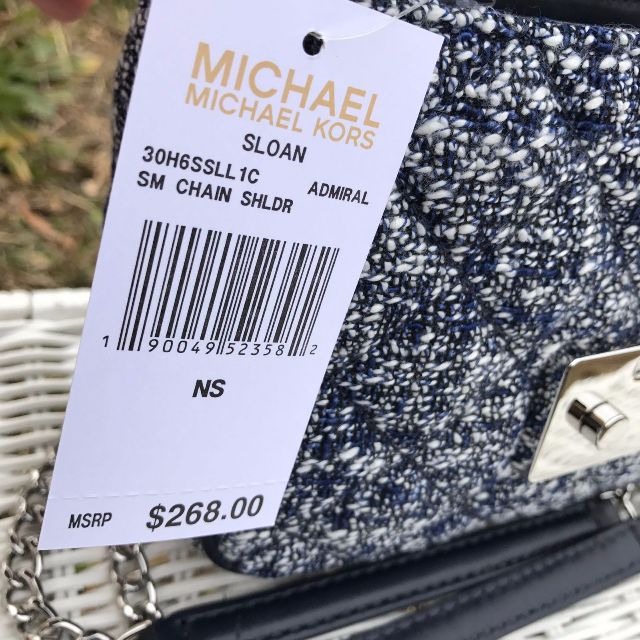 MICHAEL
MICHAEL KORS
SLOAN
30H6SSLL1C
SM CHAIN SHLDR ADMIRAL
1 90049 52358 2
NS
MSRP $268.00